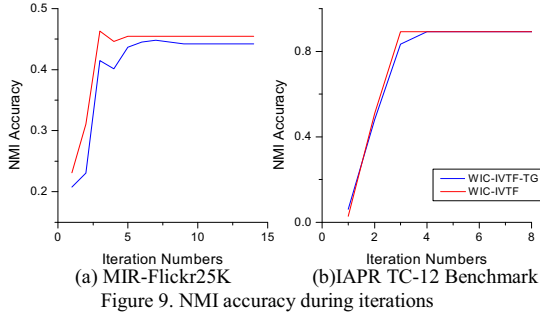 0.5
0.4
0.3
0.2
NMI Accuracy
0
5
10
15
Iteration Numbers
(a) MIR-Flickr25K
0.8
0.4
0.0
NMI Accuracy
0
2
4
6
8
Iteration Numbers
WIC-IVTF-TG
WIC-IVTF
(b)IAPR TC-12 Benchmark
Figure 9. NMI accuracy during iterations